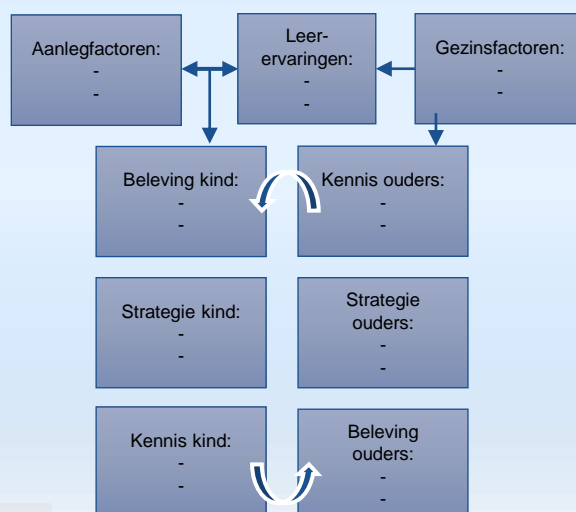 Aanlegfactoren:
-
-
Leer-
ervaringen:
-
-
Gezinsfactoren:
-
-
Beleving kind:
-
-
Kennis ouders:
-
-
Strategie kind:
-
-
Strategie
ouders:
-
-
Kennis kind:
-
-
Beleving
ouders:
-
-